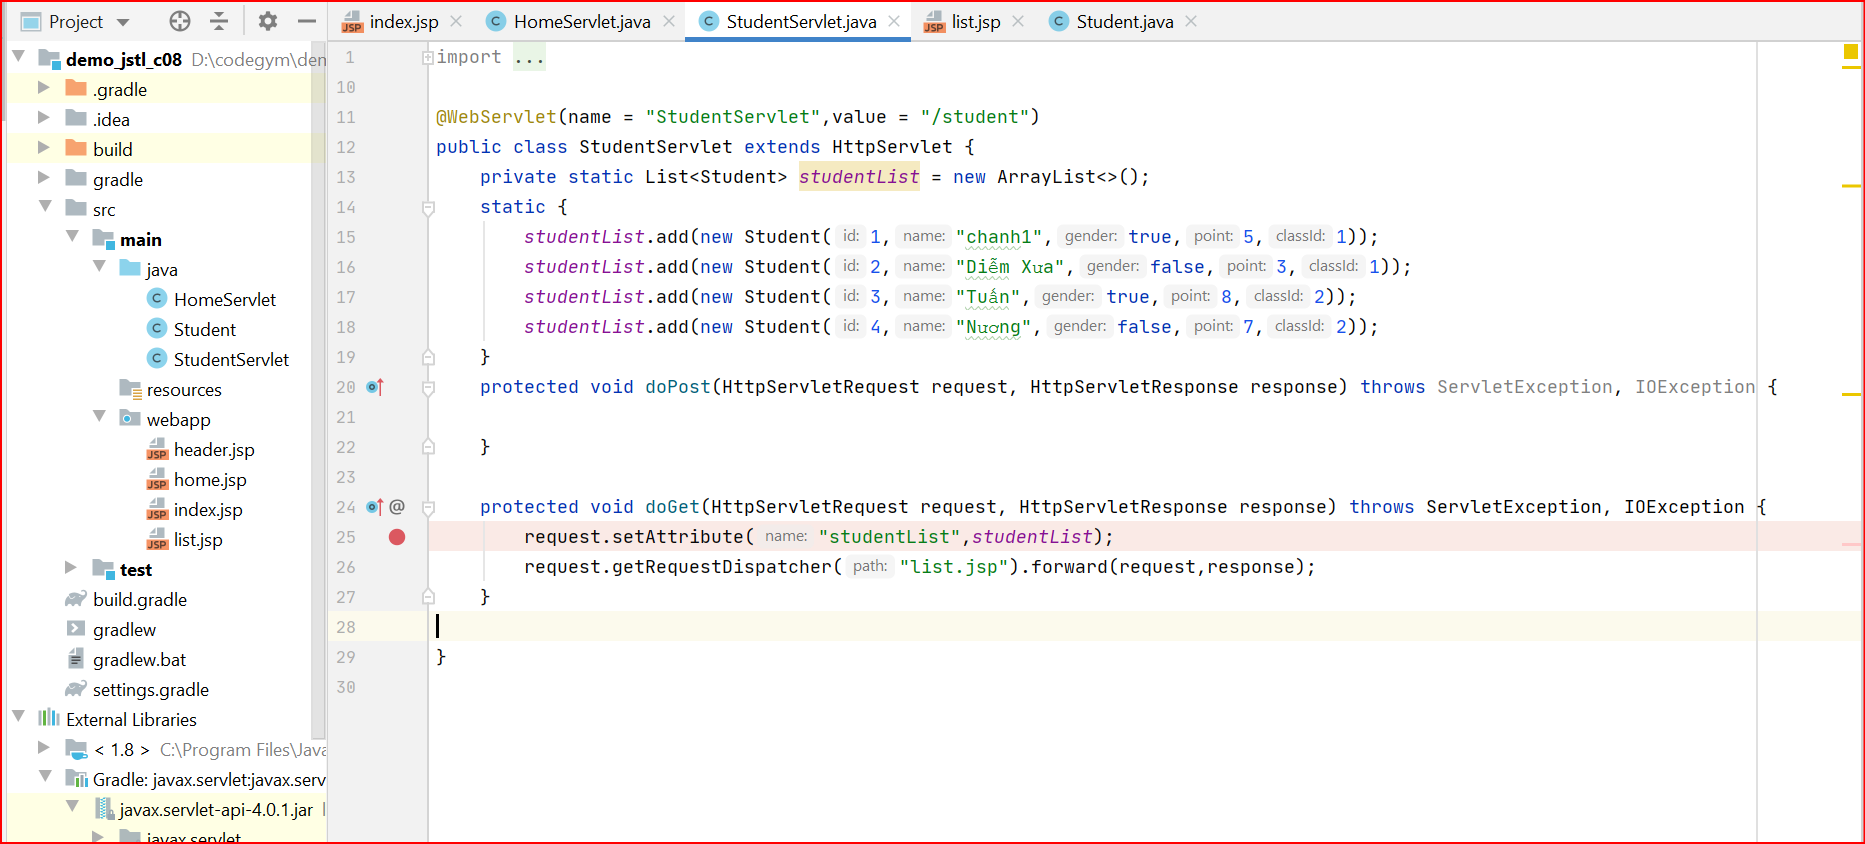 Project
index.jsp
HomeServlet.java
StudentServlet.java
list.jsp
Student.java
demo_jstl_c08 D:\codegym\den
.gradle
.idea
build
gradle
src
main
java
HomeServlet
Student
StudentServlet
resources
webapp
header.jsp
home.jsp
index.jsp
list.jsp
test
build.gradle
gradlew
gradlew.bat
settings.gradle
External Libraries
< 1.8 > C:\Program Files\Java
Gradle: javax.servlet:javax.serv
javax.servlet-api-4.0.1.jar
javax.servlet
1 import ...
10
11 @WebServlet(name = "StudentServlet",value = "/student")
12 public class StudentServlet extends HttpServlet {
13 private static List<Student> studentList = new ArrayList<>();
14 static {
15 studentList.add(new Student( id: 1, name: "chanh1", gender: true, point: 5, classId: 1));
16 studentList.add(new Student( id: 2, name: "Diễm Xưa", gender: false, point: 3, classId: 1));
17 studentList.add(new Student( id: 3, name: "Tuấn", gender: true, point: 8, classId: 2));
18 studentList.add(new Student( id: 4, name: "Nương", gender: false, point: 7, classId: 2));
19 }
20 protected void doPost(HttpServletRequest request, HttpServletResponse response) throws ServletException, IOException {
21
22 }
23
24 @ protected void doGet(HttpServletRequest request, HttpServletResponse response) throws ServletException, IOException {
25 request.setAttribute( name: "studentList",studentList);
26 request.getRequestDispatcher( path: "list.jsp").forward(request,response);
27 }
28
29 }
30